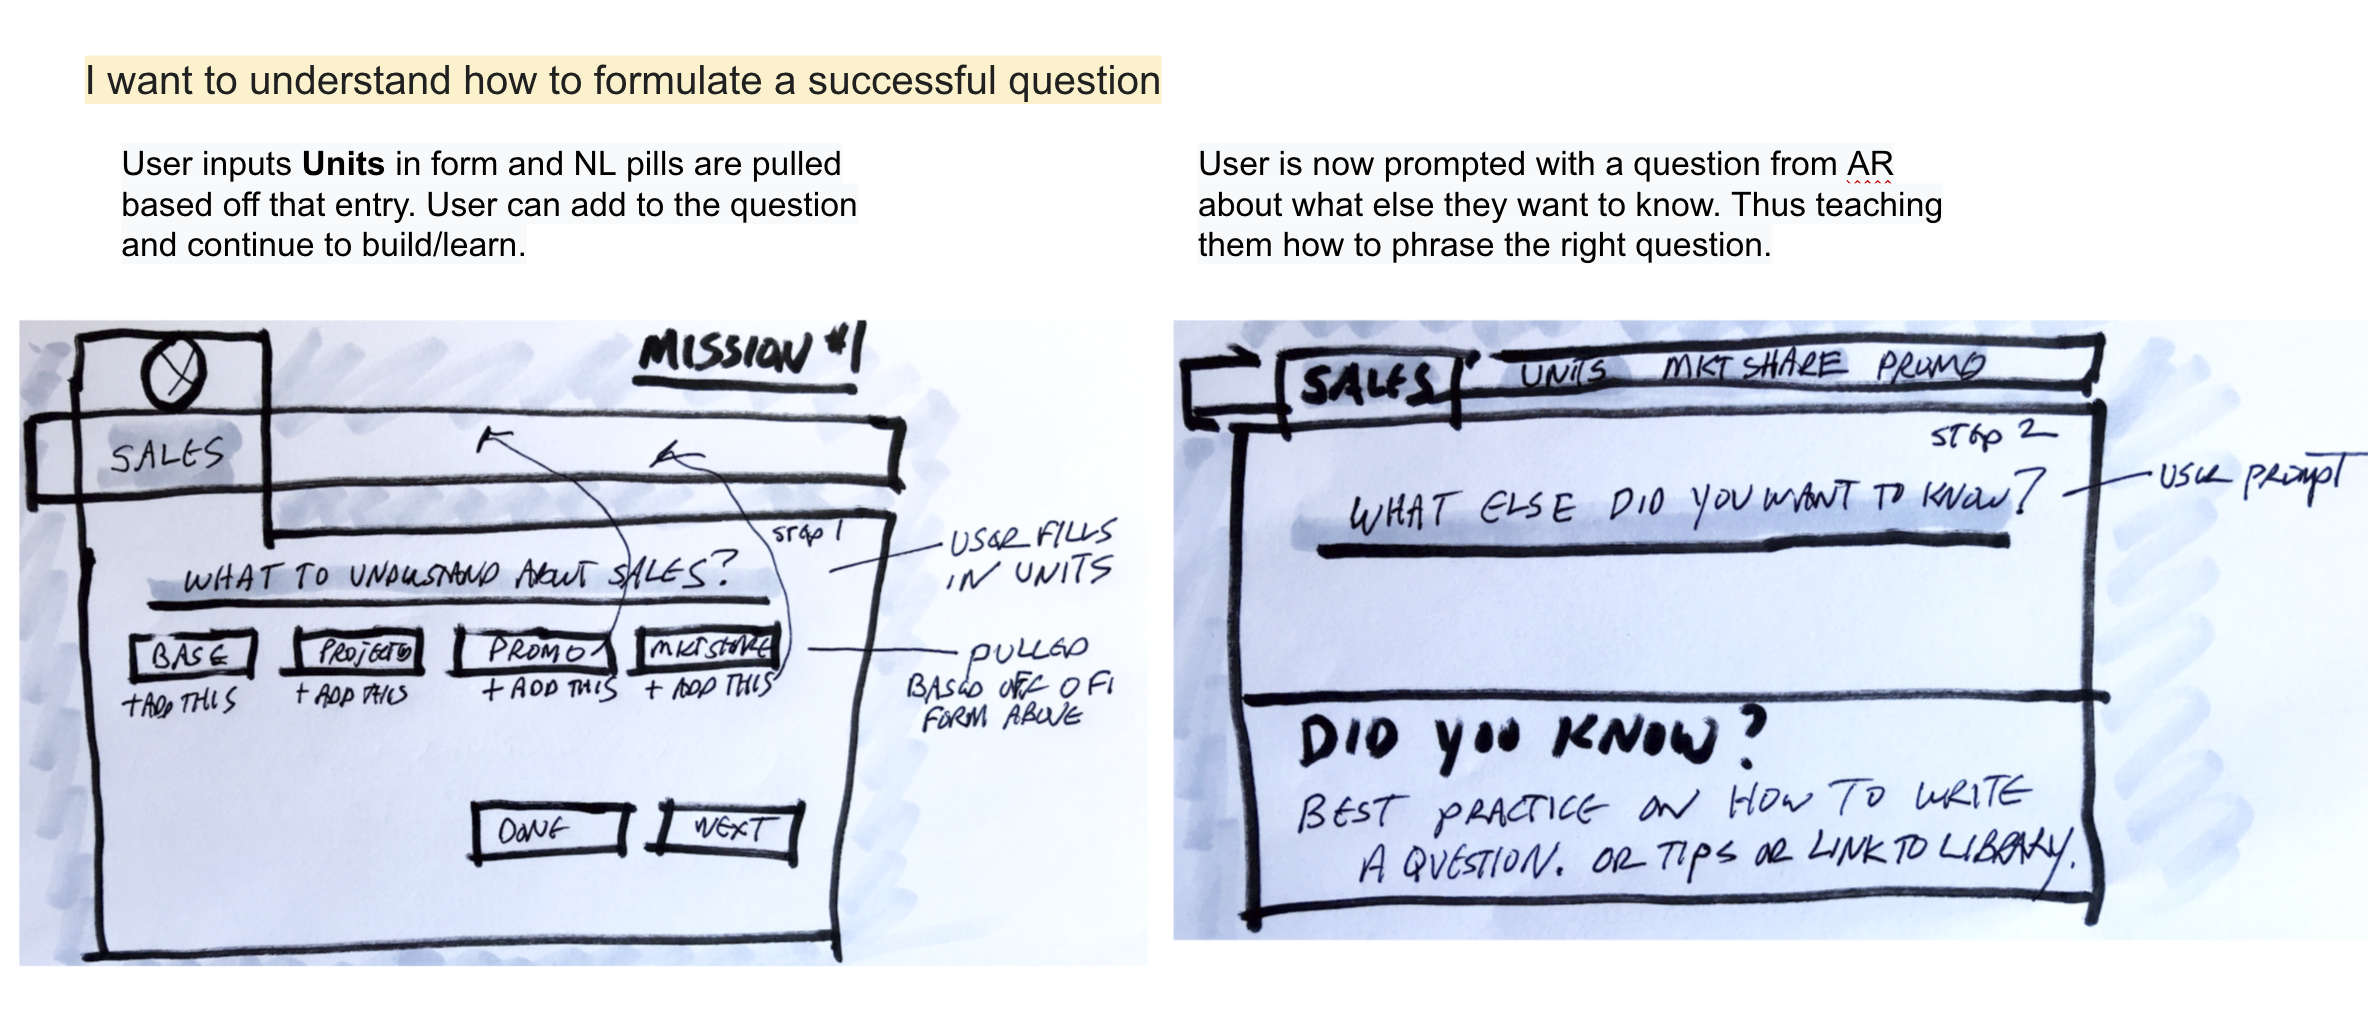 I want to understand how to formulate a successful question
User inputs Units in form and NL pills are pulled
based off that entry. User can add to the question
and continue to build/learn.
MISSION #1
SALES
STEP 1
WHAT TO UNDERSTAND ABOUT SALES?
BASE
PROJECTS
PROMO
MKT SHARE
+ ADD THIS
+ ADD THIS
+ ADD THIS
+ ADD THIS
DONE
NEXT
USER FILLS
IN UNITS
PULLED
BASED OFF OF
FORM ABOVE
User is now prompted with a question from AR
about what else they want to know. Thus teaching
them how to phrase the right question.
SALES
UNITS MKT SHARE PROMO
STEP 2
WHAT ELSE DID YOU WANT TO KNOW?
USER PROMPT
DID YOU KNOW?
BEST PRACTICE ON HOW TO WRITE
A QUESTION. OR TIPS OR LINK TO LIBRARY.